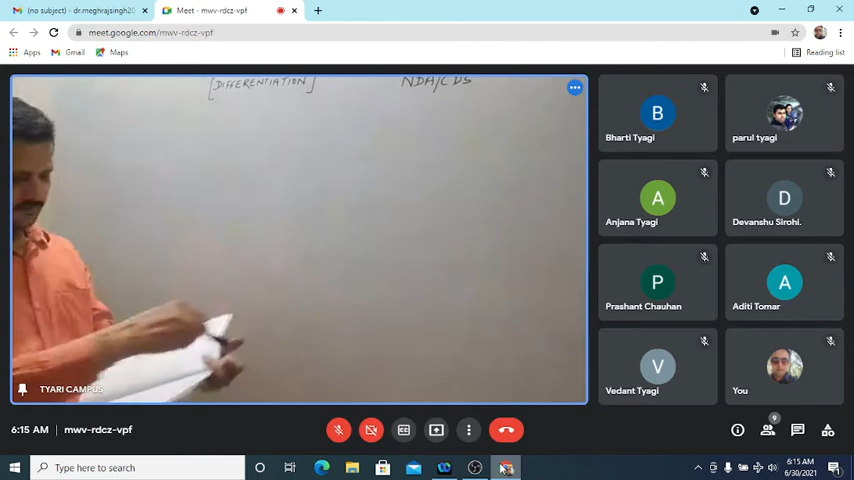 (no subject) - dr.meghrajsingh20
Meet - mwv-rdcz-vpf
meet.google.com/mwv-rdcz-vpf
Apps
Gmail
Maps
Reading list
[DIFFERENTIATION]
NDA/CDS
TYARI CAMPUS
B
Bharti Tyagi
parul tyagi
A
Anjana Tyagi
D
Devanshu Sirohi.
P
Prashant Chauhan
A
Aditi Tomar
V
Vedant Tyagi
You
6:15 AM | mwv-rdcz-vpf
9
Type here to search
6:15 AM
6/30/2021
1